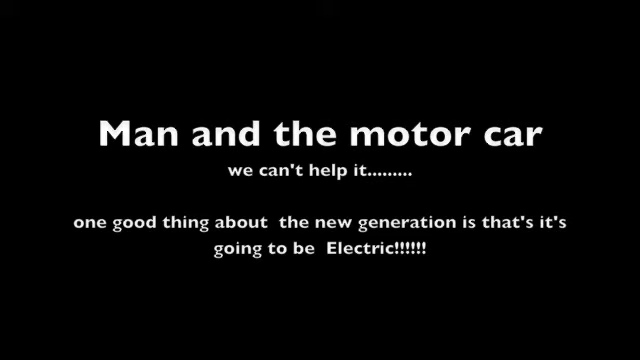 Man and the motor car
we can't help it.........
one good thing about  the new generation is that's it's
going to be  Electric!!!!!!